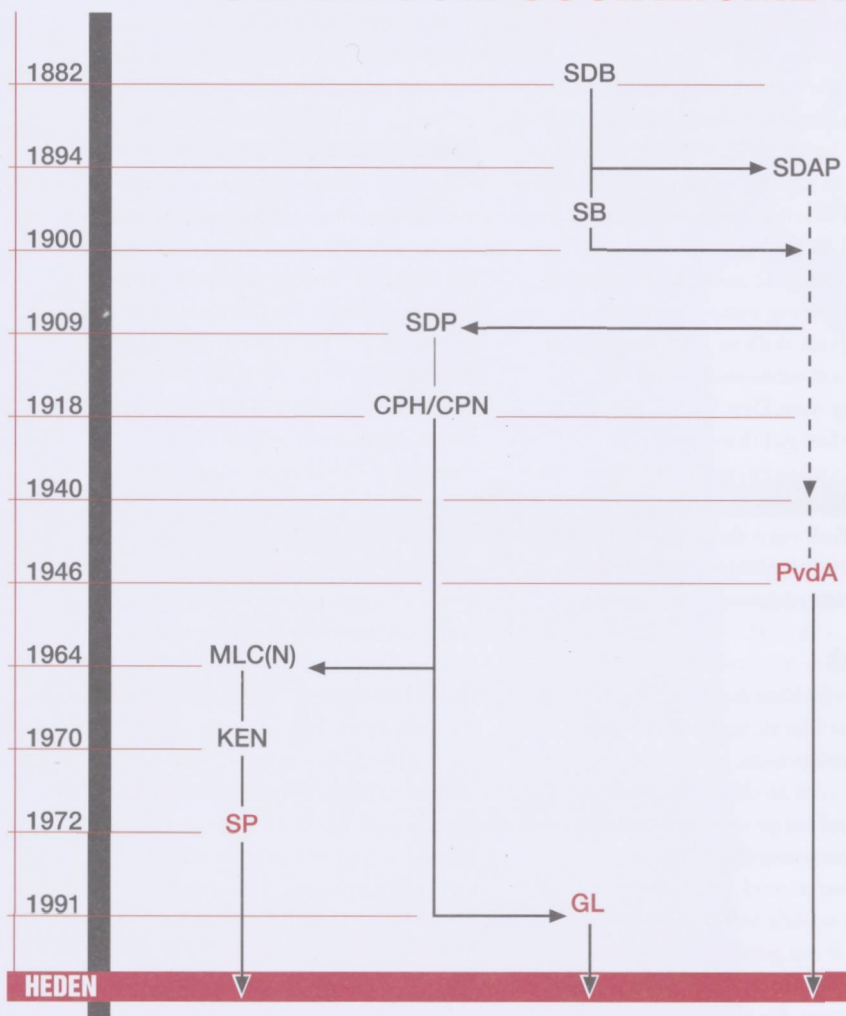 1882 SDB
1894 SDAP
SB
1900
1909 SDP
1918 CPH/CPN
1940
1946 PvdA
1964 MLC(N)
1970 KEN
1972 SP
1991 GL
HEDEN